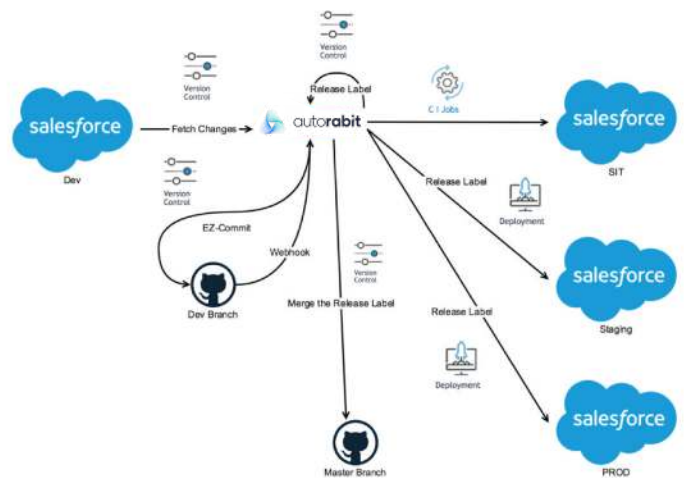 Version
Control
Release Label
Version
Control
C I Jobs
salesforce
Dev
Fetch Changes
autorabit
salesforce
SIT
Version
Control
Release Label
Deployment
EZ-Commit
Webhook
Dev Branch
Version
Control
Merge the Release Label
salesforce
Staging
Release Label
Deployment
salesforce
PROD
Master Branch